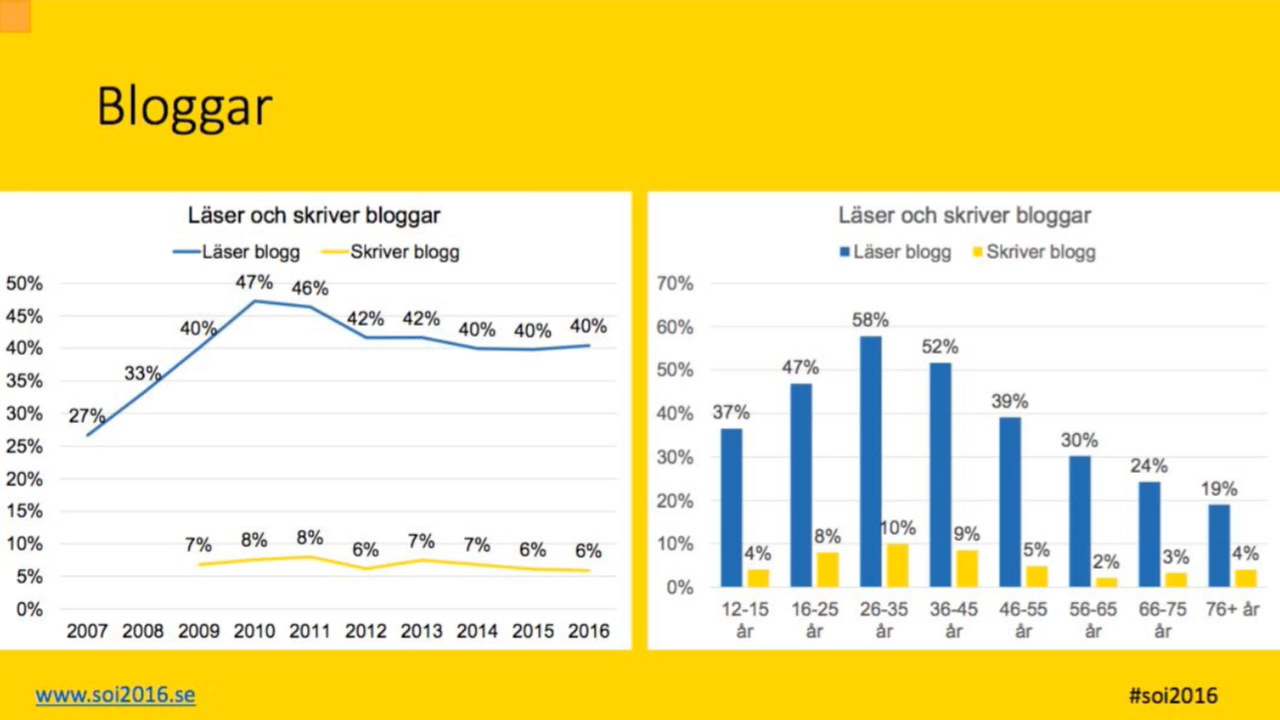 Bloggar
Läser och skriver bloggar
Läser blogg Skriver blogg
50%
45%
40%
35%
30%
25%
20%
15%
10%
5%
0%
27% 33% 40% 47% 46% 42% 42% 40% 40% 40%
7% 8% 8% 6% 7% 7% 6% 6%
2007 2008 2009 2010 2011 2012 2013 2014 2015 2016
Läser och skriver bloggar
Läser blogg Skriver blogg
70%
60%
50%
40%
30%
20%
10%
0%
37% 47% 58% 52% 39% 30% 24% 19%
4% 8% 10% 9% 5% 2% 3% 4%
12-15 16-25 26-35 36-45 46-55 56-65 66-75 76+ år
år år år år år år år
www.soi2016.se
#soi2016